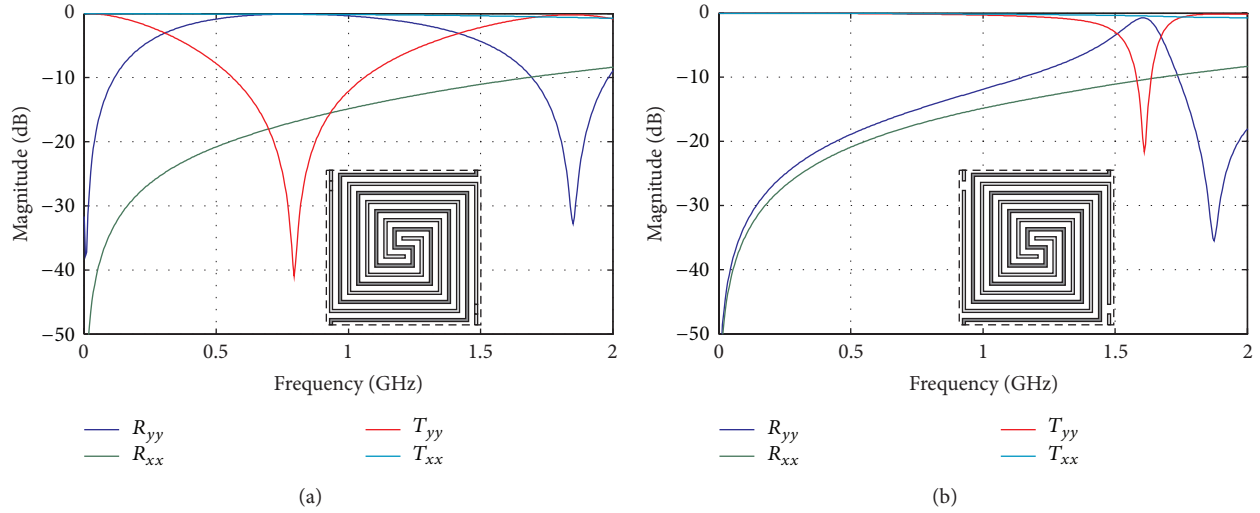 0
−10
−20
−30
−40
−50
Magnitude (dB)
0 0.5 1 1.5 2
Frequency (GHz)
R_yy T_yy
R_xx T_xx
(a)
0
−10
−20
−30
−40
−50
Magnitude (dB)
0 0.5 1 1.5 2
Frequency (GHz)
R_yy T_yy
R_xx T_xx
(b)